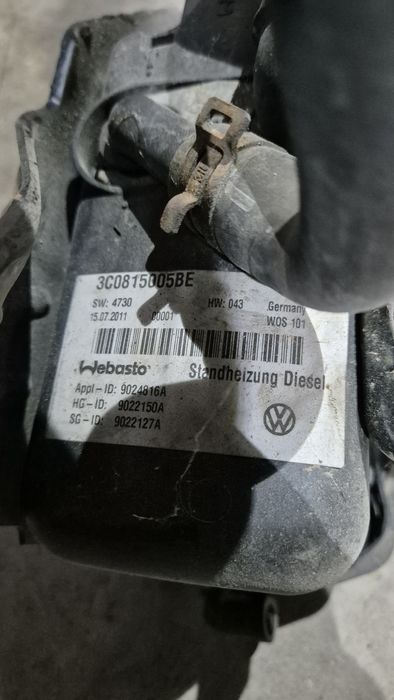 3C0815005BE
SW: 4730 HW: 043 Germany
15.07.2011 00001 WOS 101
Webasto Standheizung Diesel
Appl-ID: 9024816A
HG-ID: 9022150A
SG-ID: 9022127A